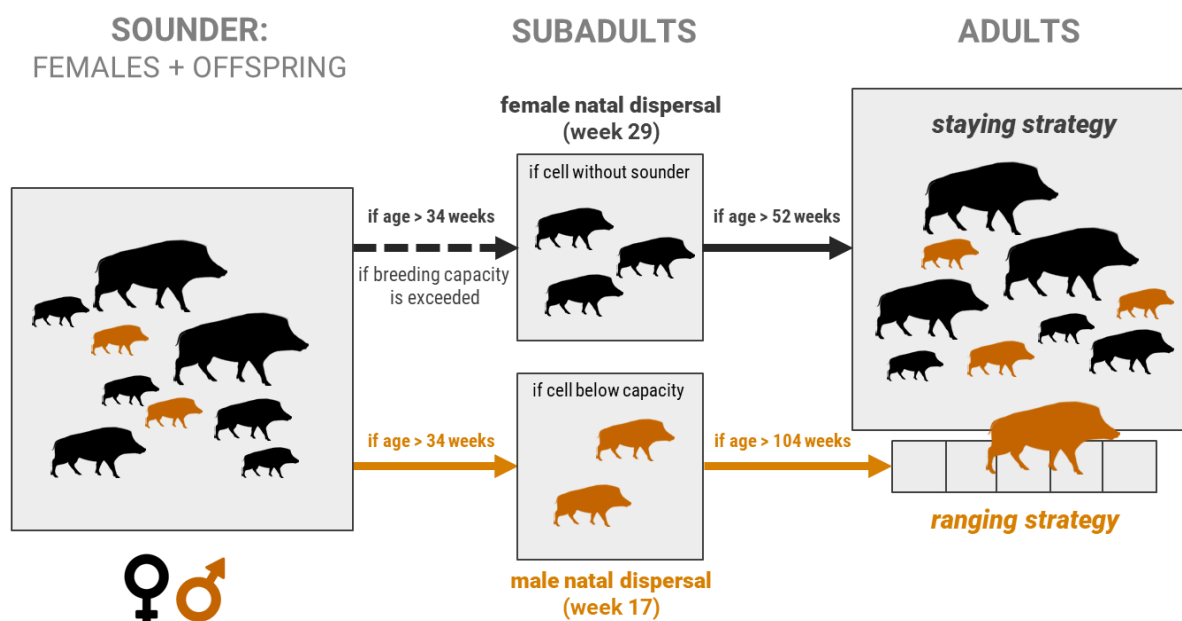 SOUNDER:
FEMALES + OFFSPRING
SUBADULTS
ADULTS
female natal dispersal
(week 29)
if cell without sounder
if age > 34 weeks
if breeding capacity
is exceeded
if age > 52 weeks
staying strategy
if cell below capacity
if age > 34 weeks
if age > 104 weeks
male natal dispersal
(week 17)
ranging strategy